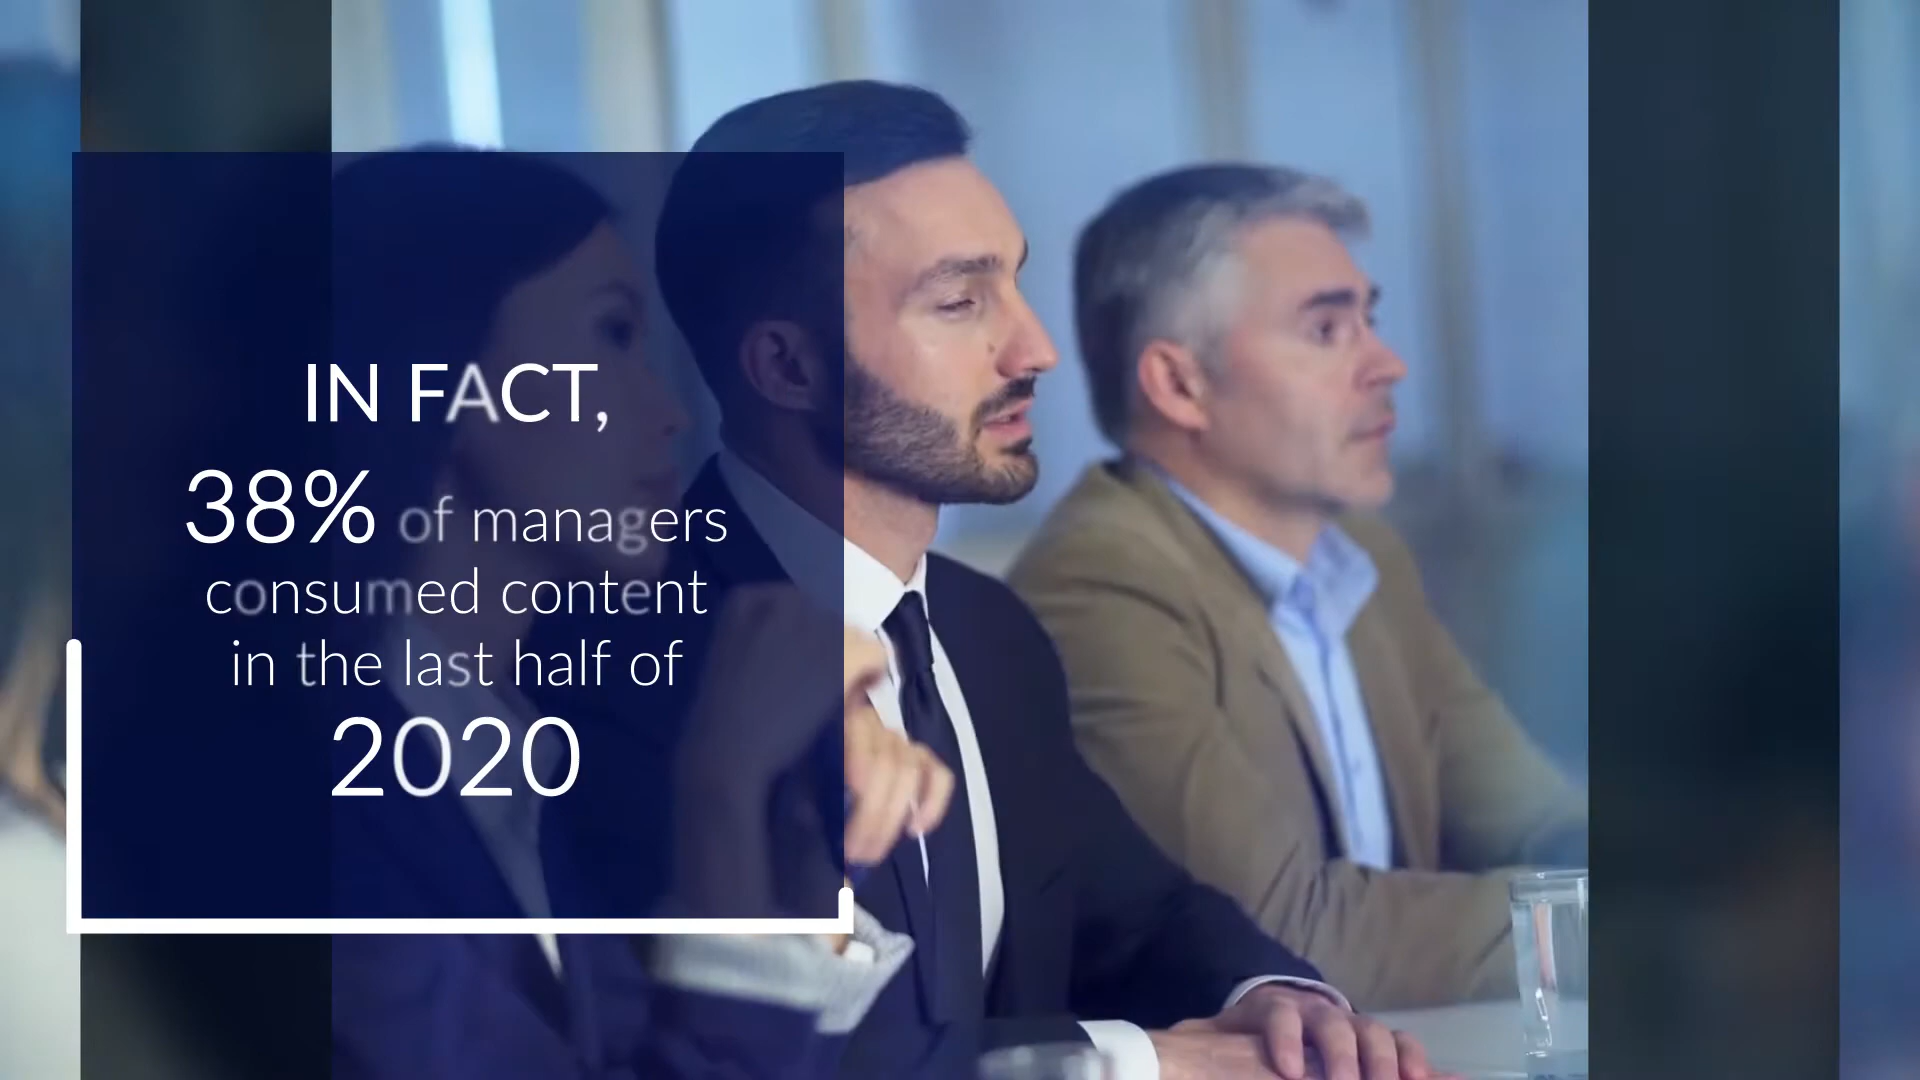 IN FACT,
38% of managers
consumed content
in the last half of
2020